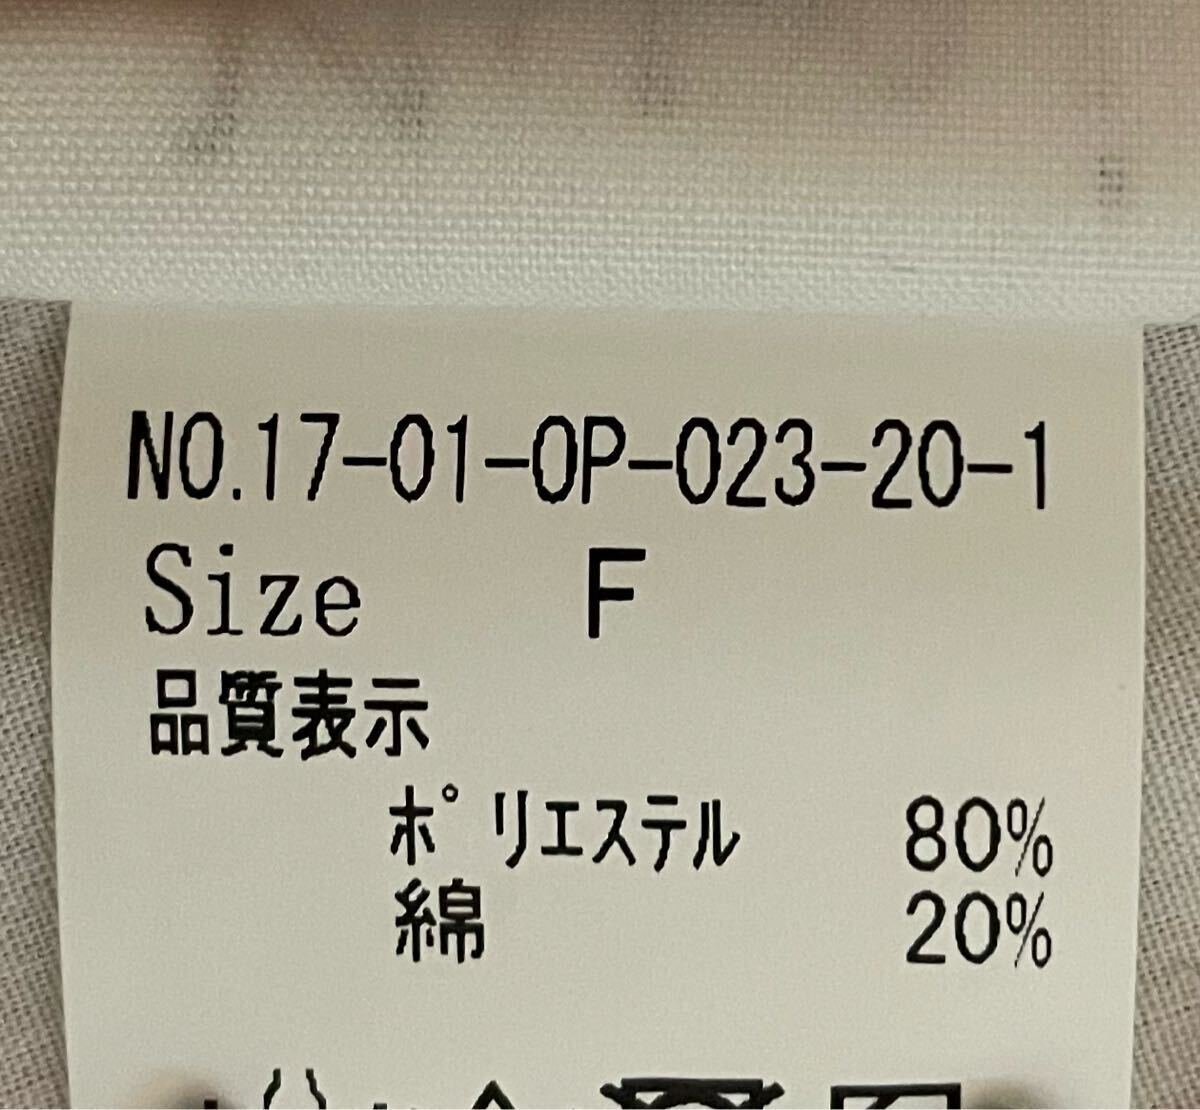 NO.17-01-OP-023-20-1
Size F
品質表示
ポリエステル 80%
綿 20%